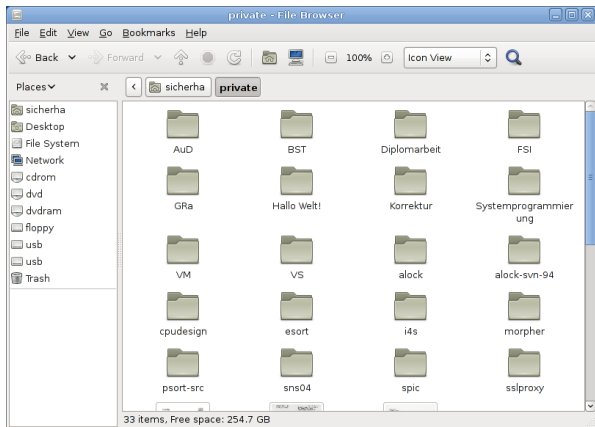 private - File Browser
File Edit View Go Bookmarks Help
Back Forward 100% Icon View
Places sicherha private
sicherha
Desktop
File System
Network
cdrom
dvd
dvdram
floppy
usb
usb
Trash
AuD BST Diplomarbeit FSI
GRa Hallo Welt! Korrektur Systemprogrammier
ung
VM VS alock alock-svn-94
cpudesign esort i4s morpher
psort-src sns04 spic sslproxy
33 items, Free space: 254.7 GB